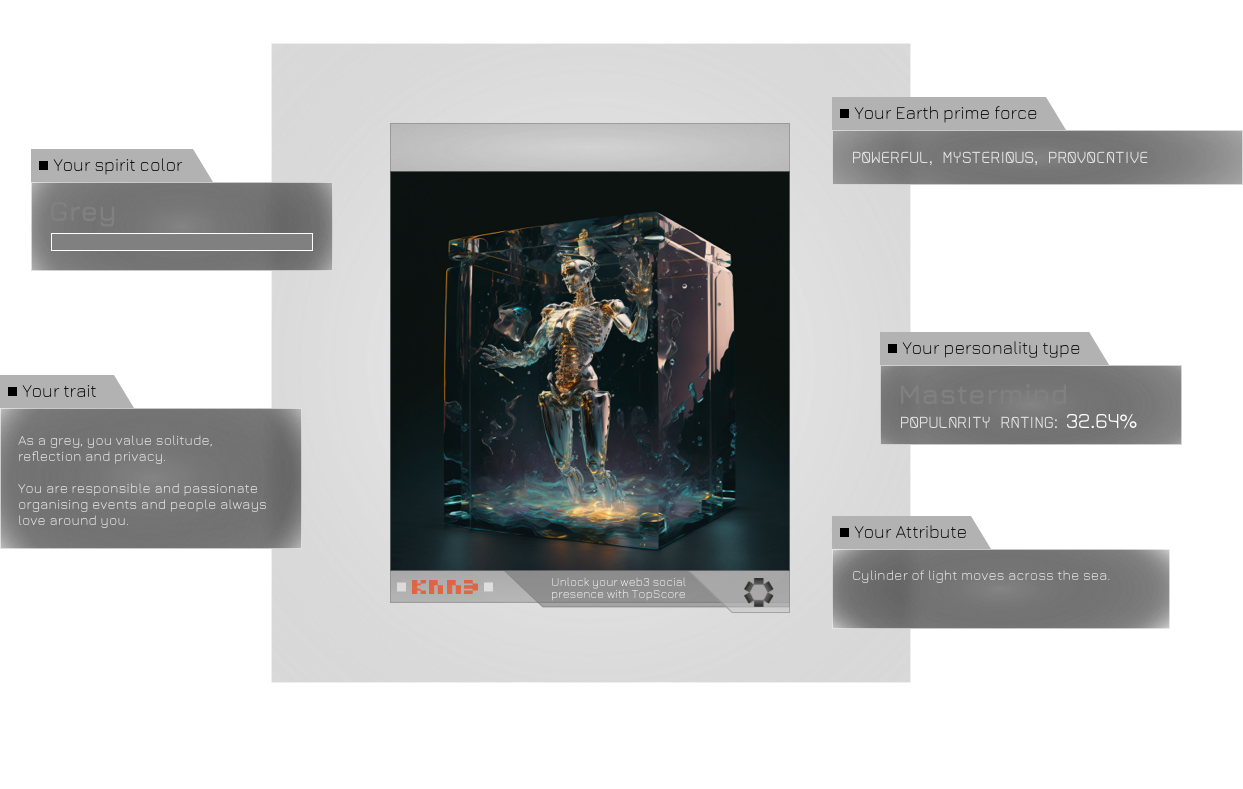 Your Earth prime force
POWERFUL, MYSTERIOUS, PROVOCATIVE
Your spirit color
Grey
Your personality type
Mastermind
POPULARITY RATING: 32.64%
Your trait
As a grey, you value solitude,
reflection and privacy.
You are responsible and passionate
organising events and people always
love around you.
Your Attribute
Cylinder of light moves across the sea.
Unlock your web3 social
presence with TopScore